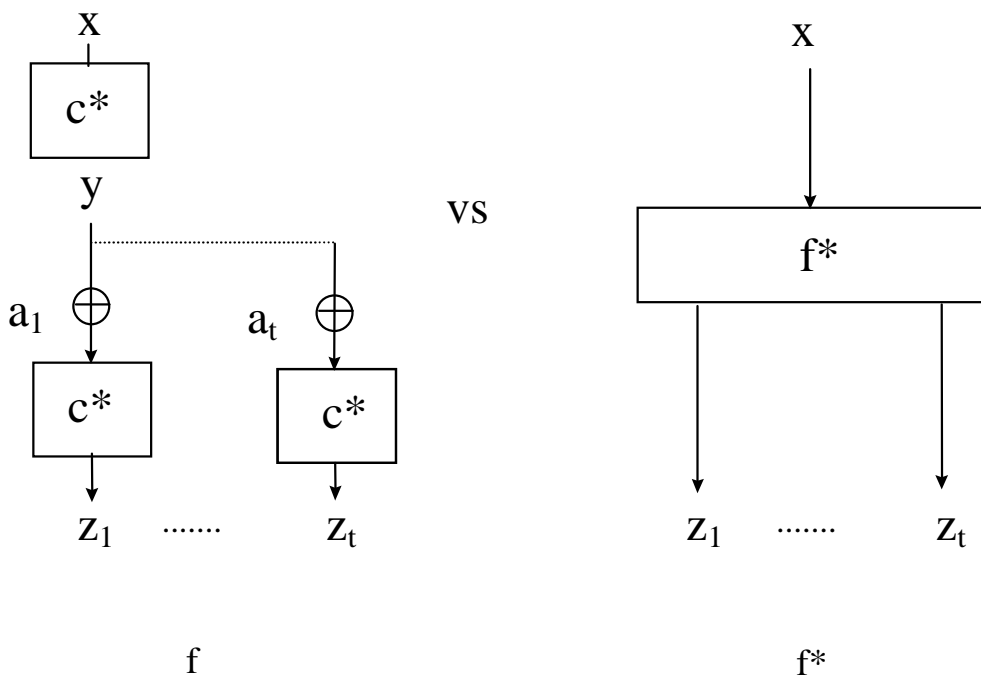 x
c*
y
a₁
aₜ
c*
c*
z₁ ....... zₜ
f
vs
x
f*
z₁ ....... zₜ
f*